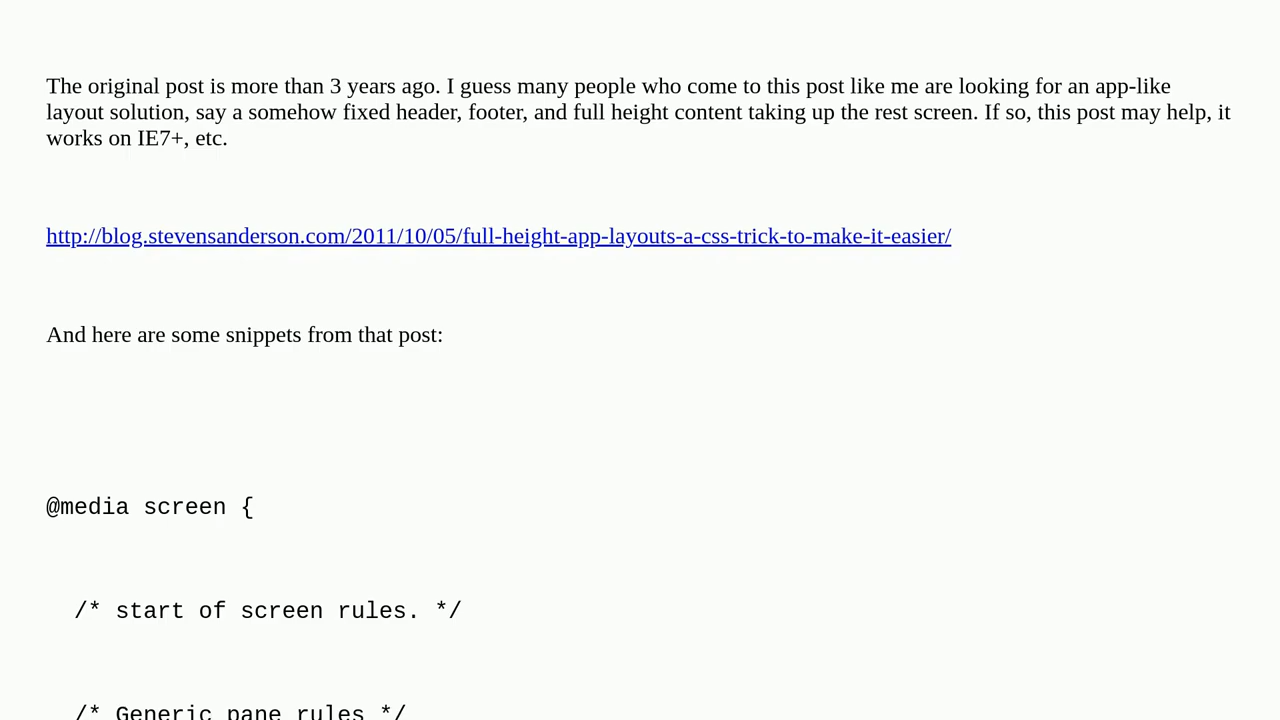 The original post is more than 3 years ago. I guess many people who come to this post like me are looking for an app-like
layout solution, say a somehow fixed header, footer, and full height content taking up the rest screen. If so, this post may help, it
works on IE7+, etc.
http://blog.stevensanderson.com/2011/10/05/full-height-app-layouts-a-css-trick-to-make-it-easier/
And here are some snippets from that post:
@media screen {
/* start of screen rules. */
/* Generic pane rules */